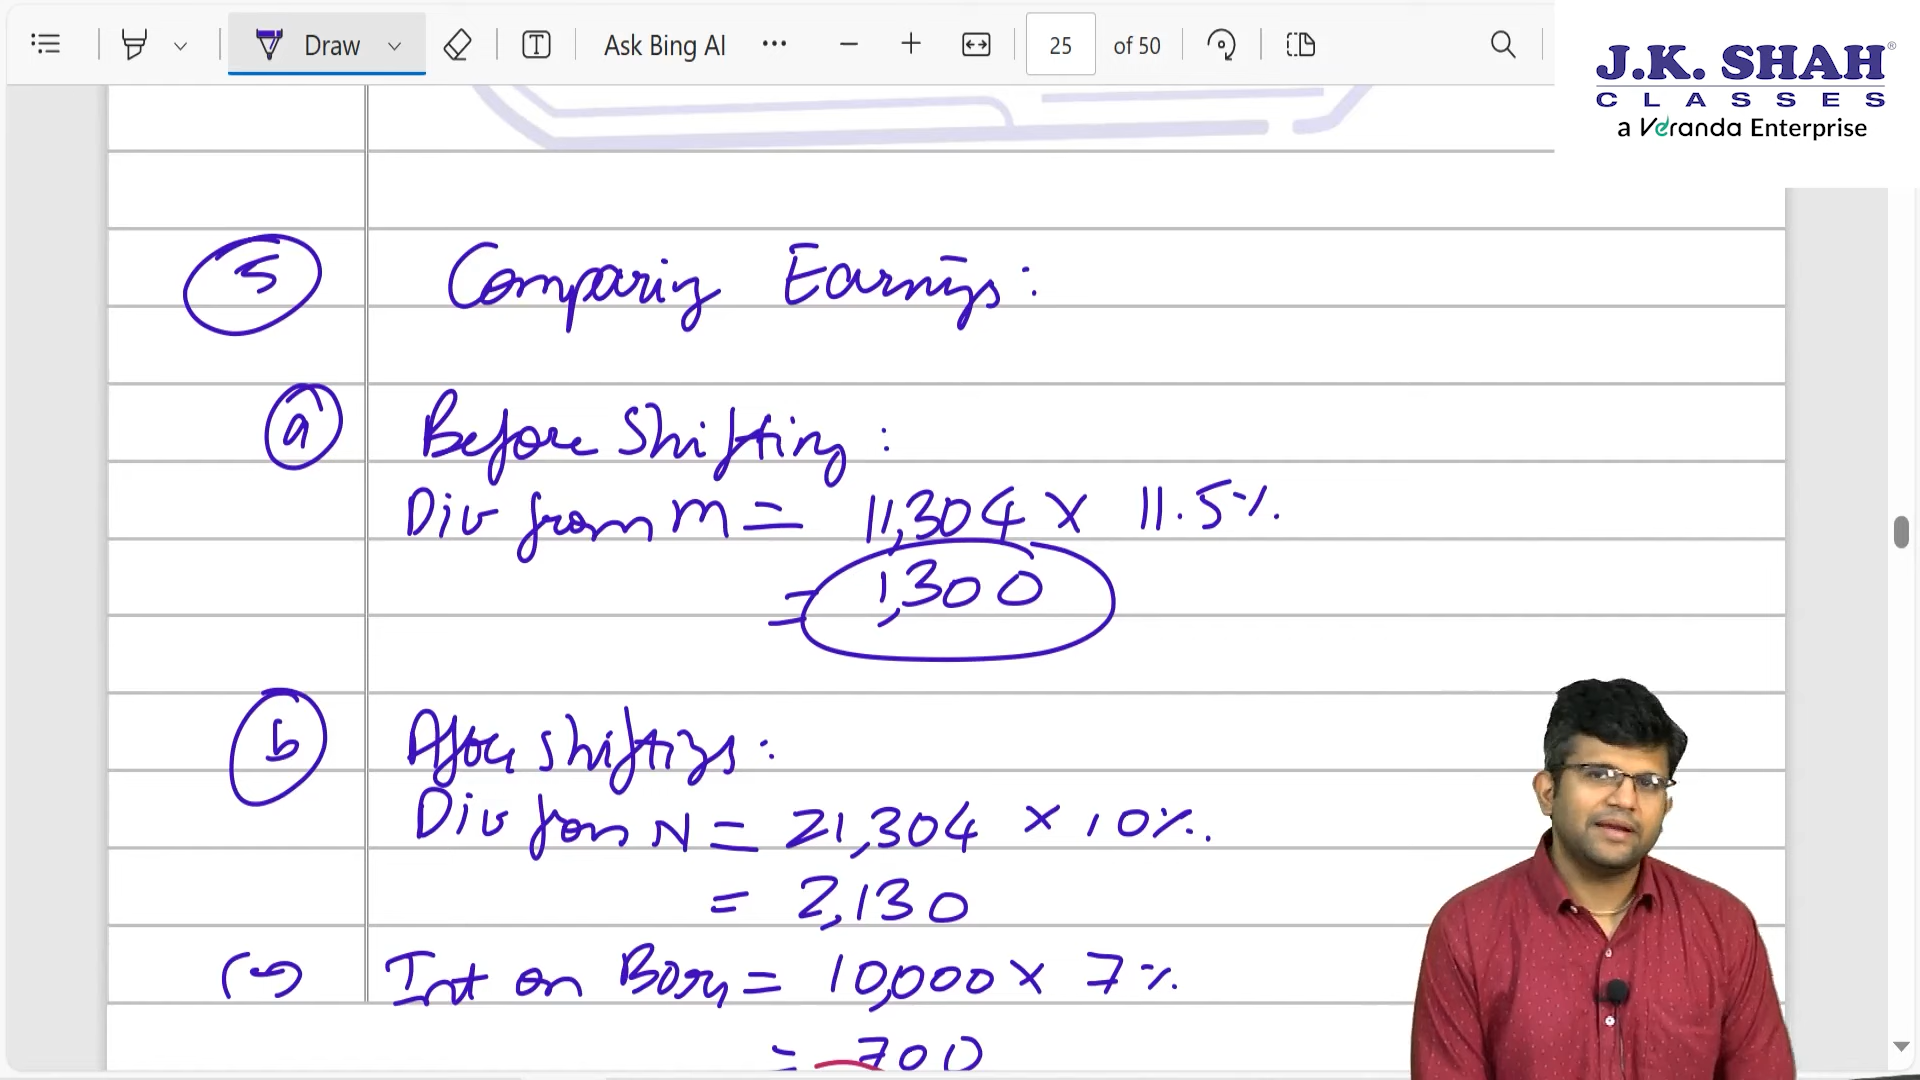 Draw
Ask Bing AI
25 of 50
J.K. SHAH®
CLASSES
a Veranda Enterprise
5 Comparing Earnings:
a Before Shifting:
Div from M = 11,304 × 11.5%
= 1,300
b After Shifting:
Div from N = 21,304 × 10%.
= 2,130
(-) Int on Borr = 10,000 × 7%
= 700